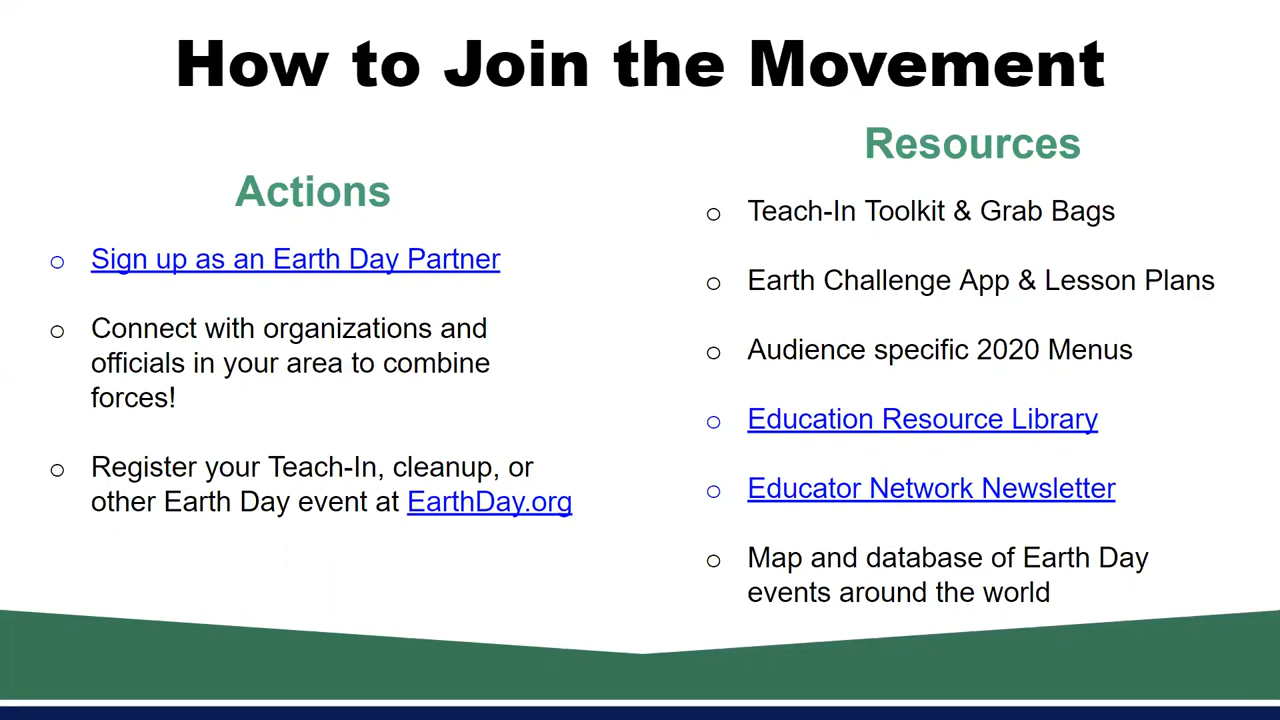 How to Join the Movement
Actions
○ Sign up as an Earth Day Partner
○ Connect with organizations and
officials in your area to combine
forces!
○ Register your Teach-In, cleanup, or
other Earth Day event at EarthDay.org
Resources
○ Teach-In Toolkit & Grab Bags
○ Earth Challenge App & Lesson Plans
○ Audience specific 2020 Menus
○ Education Resource Library
○ Educator Network Newsletter
○ Map and database of Earth Day
events around the world